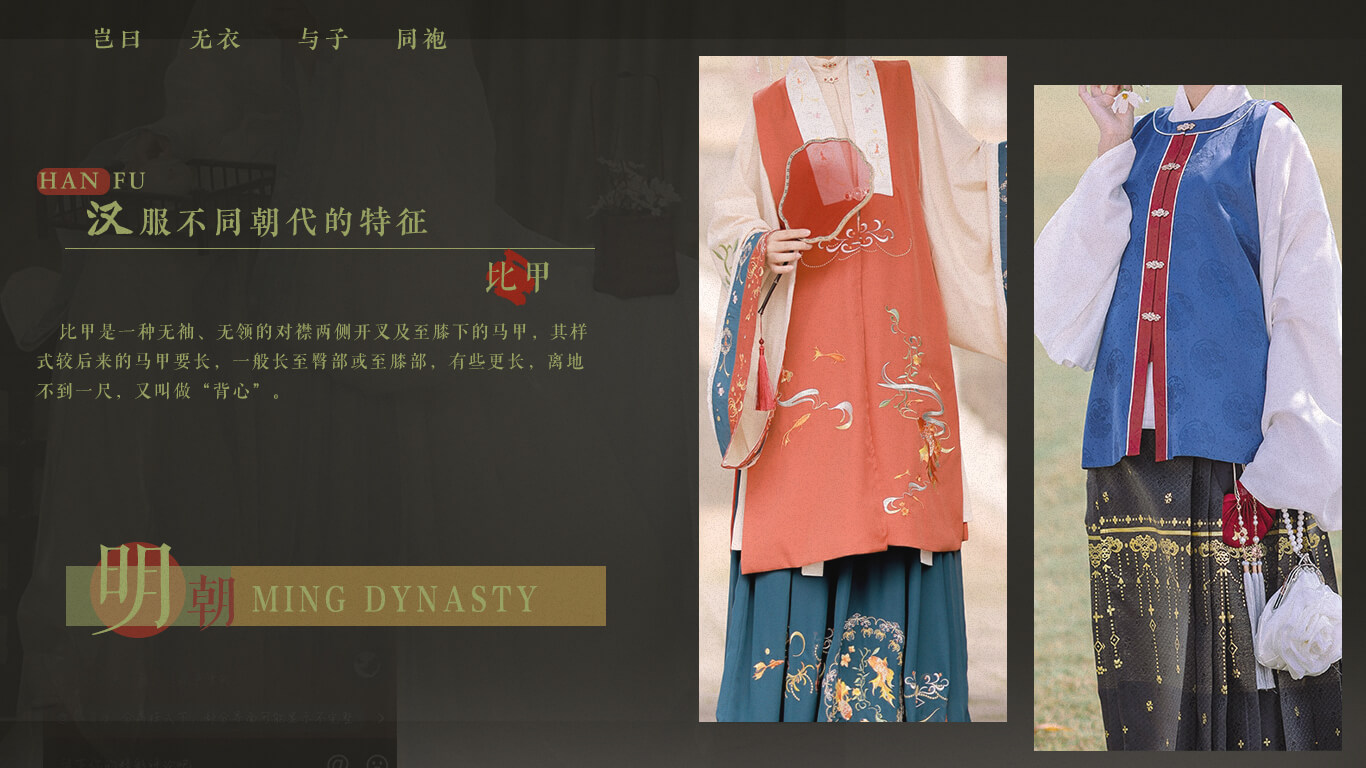 岂曰 无衣 与子 同袍
HAN FU
汉服不同朝代的特征
比甲
比甲是一种无袖、无领的对襟两侧开叉及至膝下的马甲，其样
式较后来的马甲要长，一般长至臀部或至膝部，有些更长，离地
不到一尺，又叫做“背心”。
明朝 MING DYNASTY